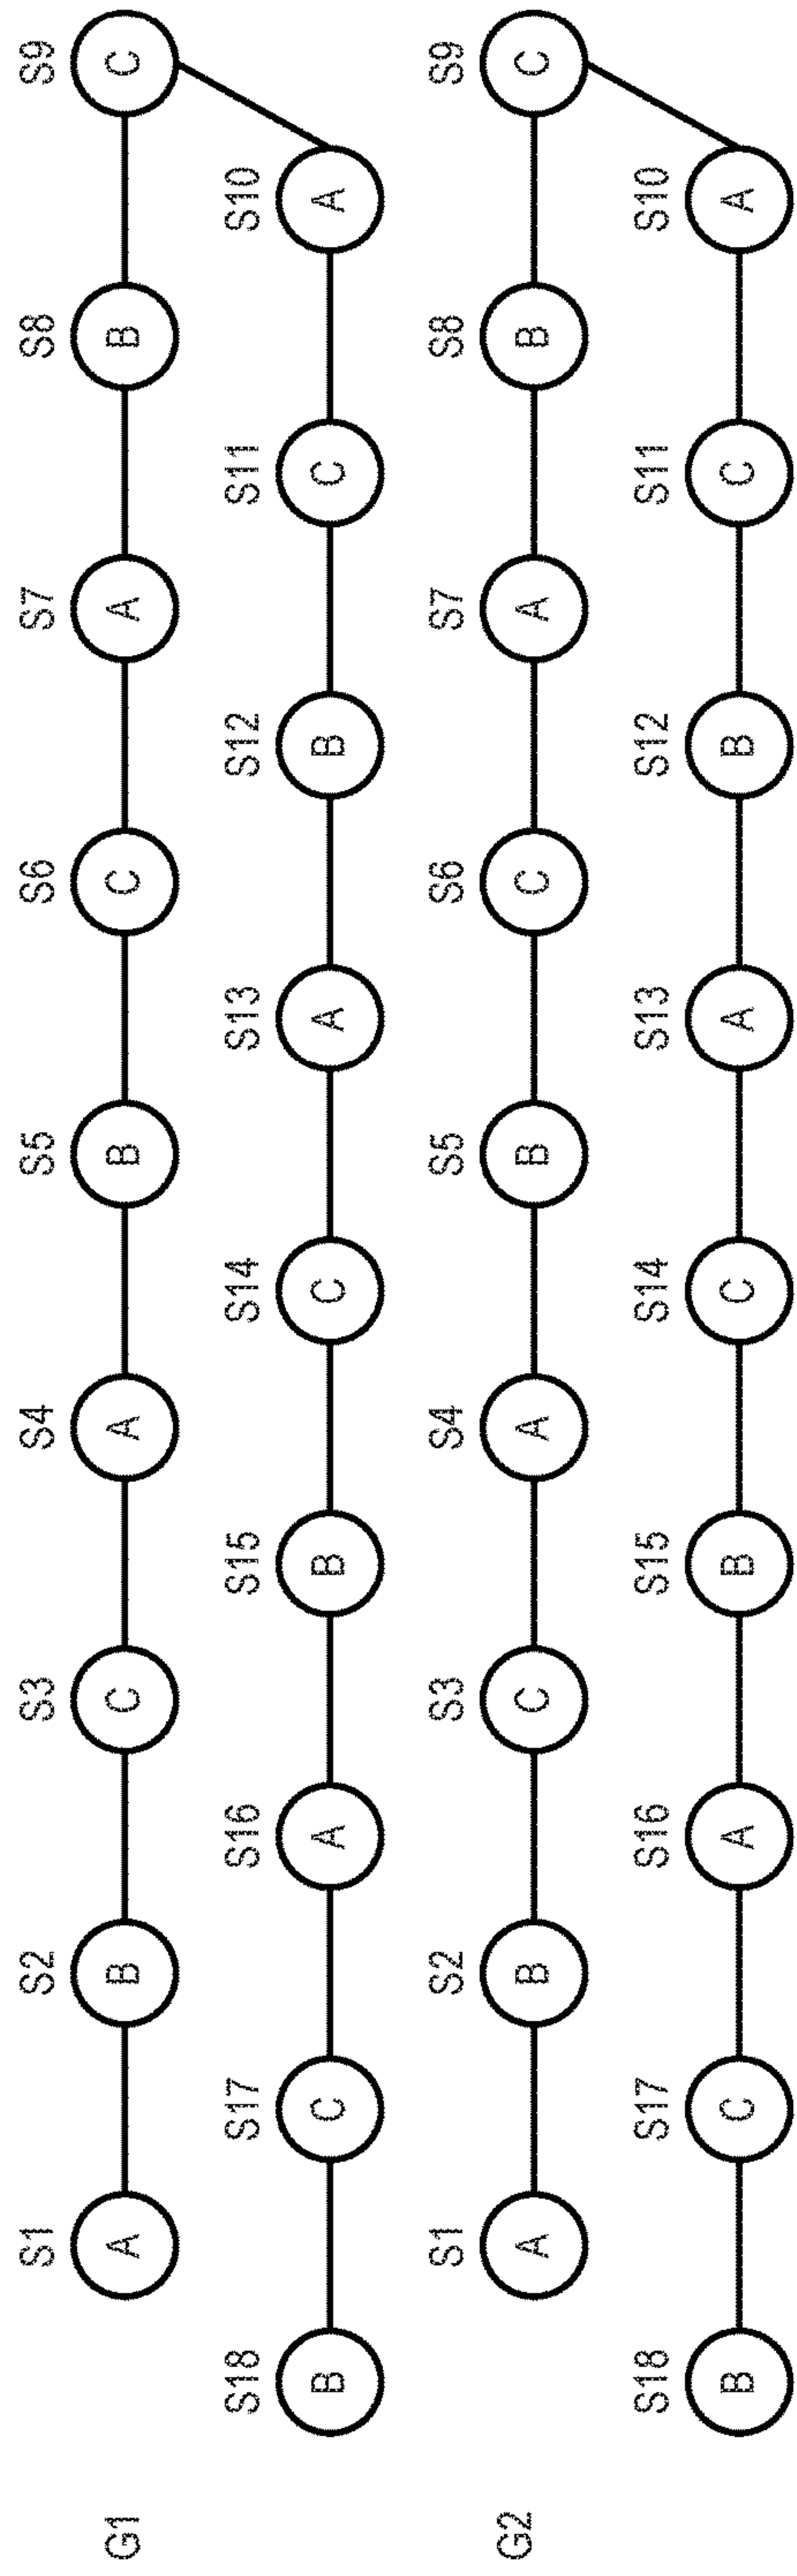 G1
S1 S2 S3 S4 S5 S6 S7 S8 S9
A B C A B C A B C
S18 S17 S16 S15 S14 S13 S12 S11 S10
B C A B C A B C A
G2
S1 S2 S3 S4 S5 S6 S7 S8 S9
A B C A B C A B C
S18 S17 S16 S15 S14 S13 S12 S11 S10
B C A B C A B C A